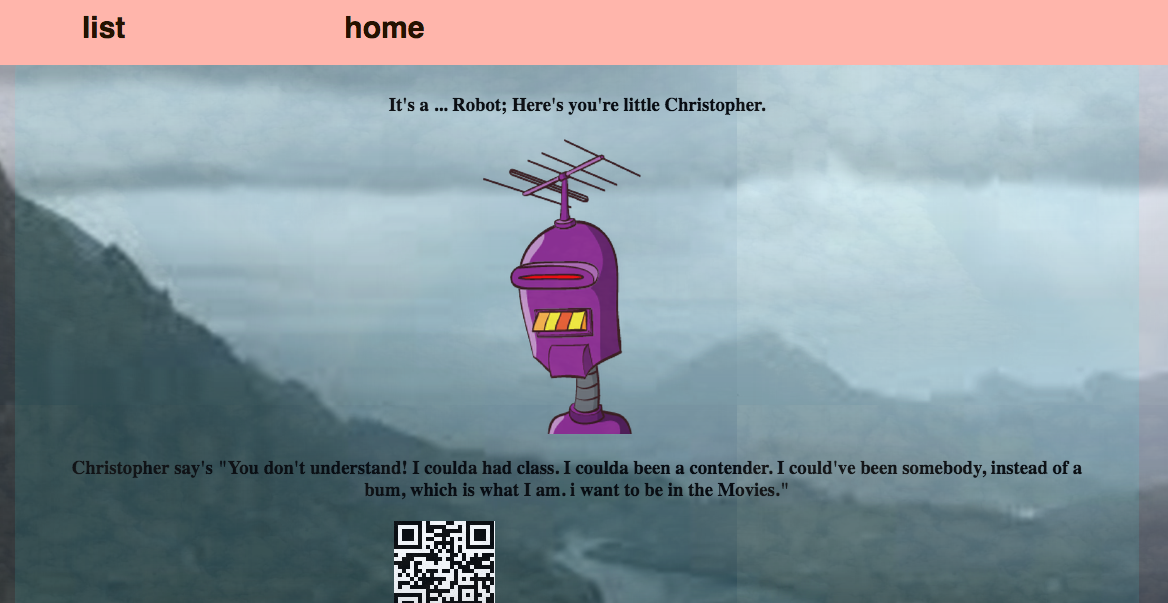 list home
It's a ... Robot; Here's you're little Christopher.
Christopher say's "You don't understand! I coulda had class. I coulda been a contender. I could've been somebody, instead of a
bum, which is what I am. i want to be in the Movies."